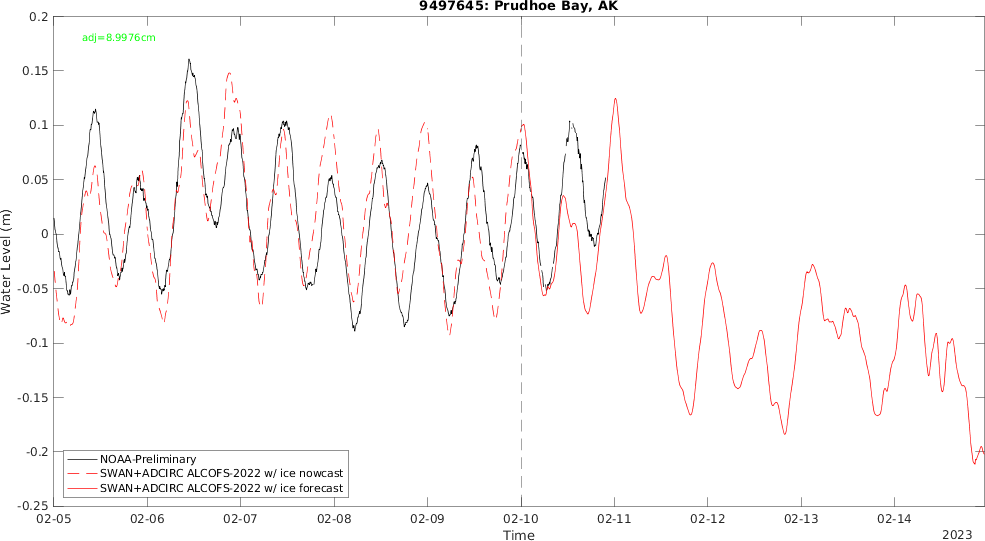 9497645: Prudhoe Bay, AK
adj=8.9976cm
Water Level (m)
0.2
0.15
0.1
0.05
0
-0.05
-0.1
-0.15
-0.2
-0.25
NOAA-Preliminary
SWAN+ADCIRC ALCOFS-2022 w/ ice nowcast
SWAN+ADCIRC ALCOFS-2022 w/ ice forecast
02-05 02-06 02-07 02-08 02-09 02-10 02-11 02-12 02-13 02-14
Time
2023